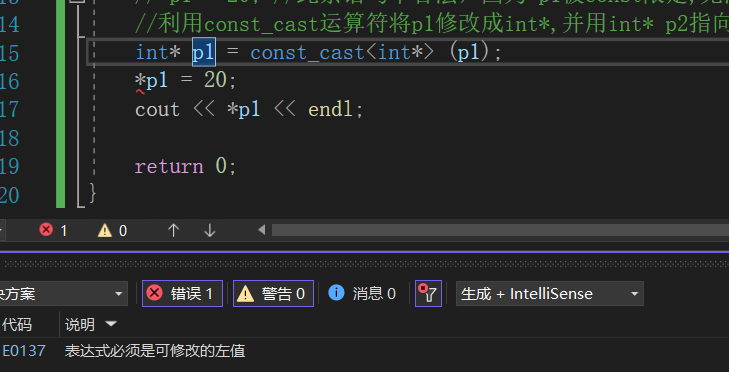 14 //利用const_cast运算符将p1修改成int*,并用int* p2指向
15 int* p1 = const_cast<int*> (p1);
16 *p1 = 20;
17 cout << *p1 << endl;
18
19 return 0;
20 }
1 0
决方案 错误 1 警告 0 消息 0 生成 + IntelliSense
代码 说明
E0137 表达式必须是可修改的左值